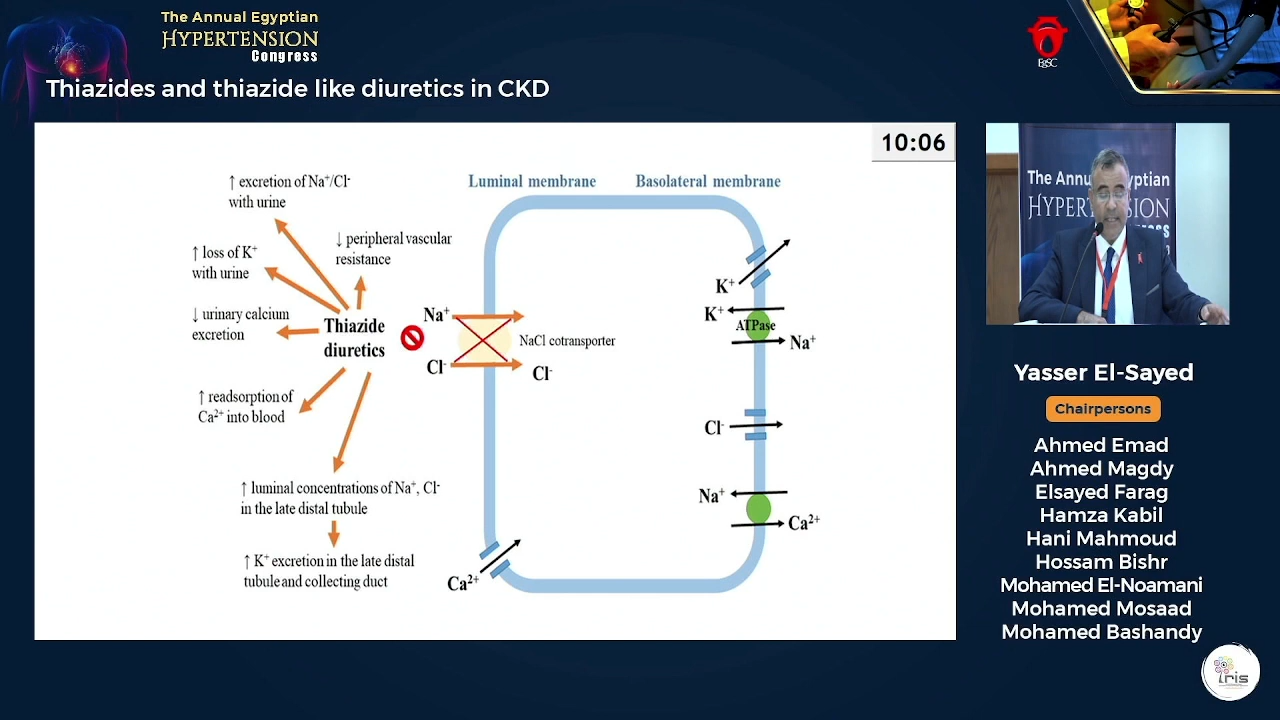 The Annual Egyptian
HYPERTENSION
Congress
EgSC
Thiazides and thiazide like diuretics in CKD
10:06
↑ excretion of Na⁺/Cl⁻
with urine
↑ loss of K⁺
with urine
↓ peripheral vascular
resistance
↓ urinary calcium
excretion
Thiazide
diuretics
↑ readsorption of
Ca²⁺ into blood
↑ luminal concentrations of Na⁺, Cl⁻
in the late distal tubule
↑ K⁺ excretion in the late distal
tubule and collecting duct
Luminal membrane
Basolateral membrane
Na⁺
NaCl cotransporter
Cl⁻
Cl⁻
Ca²⁺
K⁺
K⁺
ATPase
Na⁺
Cl⁻
Na⁺
Ca²⁺
The Annu
yptian
HYPER
NSION
Yasser El-Sayed
Chairpersons
Ahmed Emad
Ahmed Magdy
Elsayed Farag
Hamza Kabil
Hani Mahmoud
Hossam Bishr
Mohamed El-Noamani
Mohamed Mosaad
Mohamed Bashandy
iris